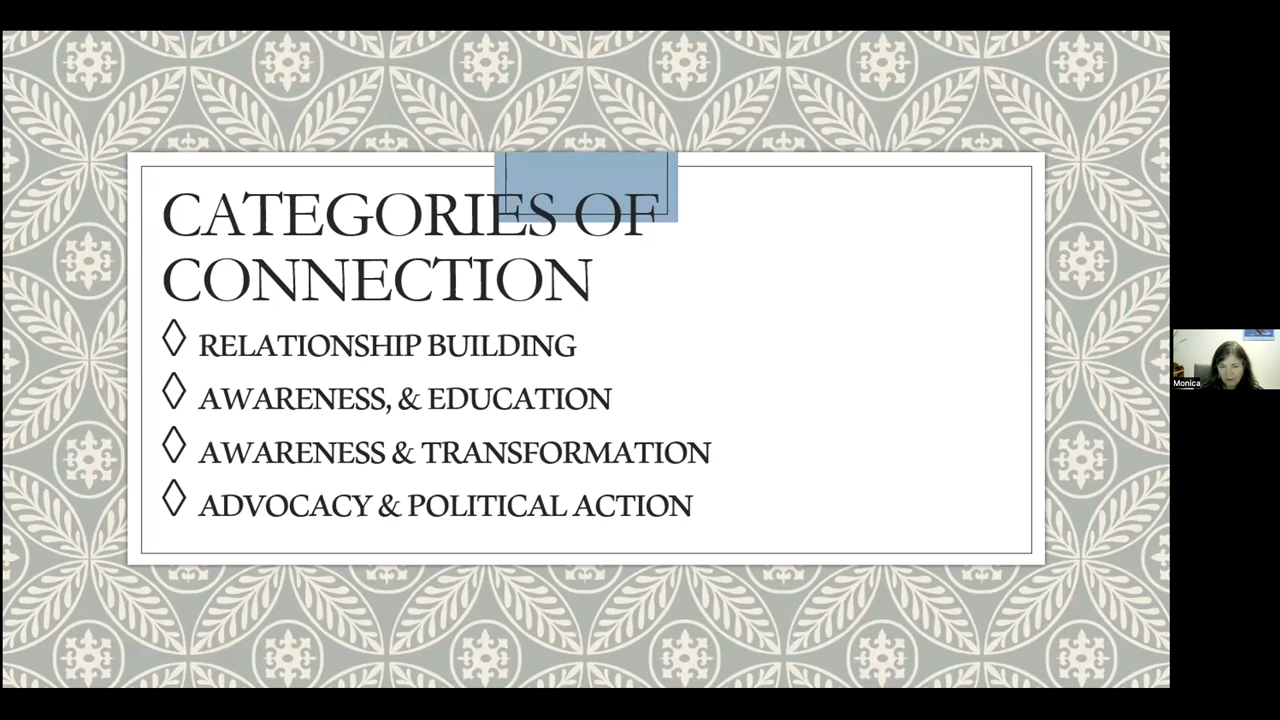 CATEGORIES OF
CONNECTION
RELATIONSHIP BUILDING
AWARENESS, & EDUCATION
AWARENESS & TRANSFORMATION
ADVOCACY & POLITICAL ACTION
Monica